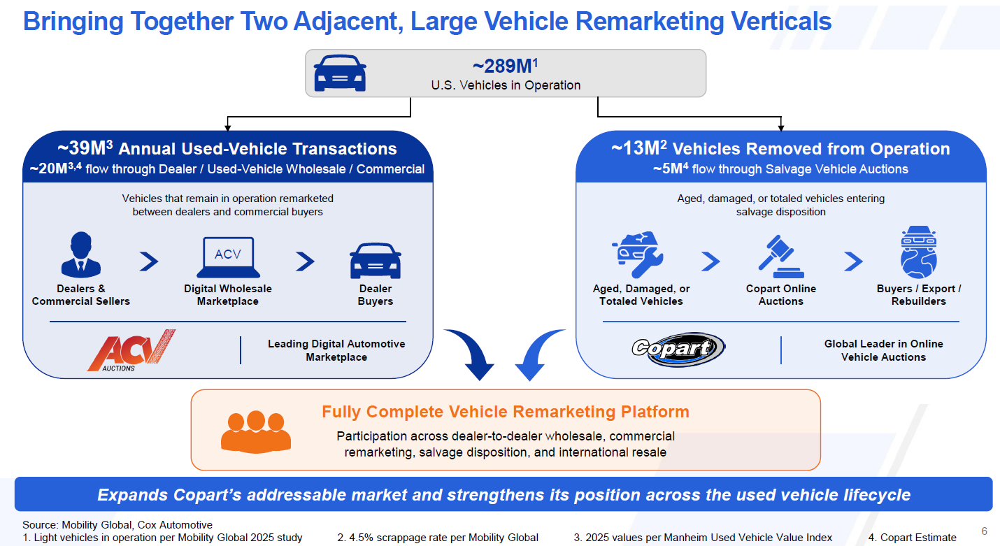 Bringing Together Two Adjacent, Large Vehicle Remarketing Verticals
~289M1
U.S. Vehicles in Operation
~39M3 Annual Used-Vehicle Transactions
~20M3,4 flow through Dealer / Used-Vehicle Wholesale / Commercial
Vehicles that remain in operation remarketed
between dealers and commercial buyers
ACV
Dealers &
Commercial Sellers
Digital Wholesale
Marketplace
Dealer
Buyers
ACV
AUCTIONS
Leading Digital Automotive
Marketplace
~13M2 Vehicles Removed from Operation
~5M4 flow through Salvage Vehicle Auctions
Aged, damaged, or totaled vehicles entering
salvage disposition
Aged, Damaged, or
Totaled Vehicles
Copart Online
Auctions
Buyers / Export /
Rebuilders
Copart
Global Leader in Online
Vehicle Auctions
Fully Complete Vehicle Remarketing Platform
Participation across dealer-to-dealer wholesale, commercial
remarketing, salvage disposition, and international resale
Expands Copart’s addressable market and strengthens its position across the used vehicle lifecycle
Source: Mobility Global, Cox Automotive
1. Light vehicles in operation per Mobility Global 2025 study
2. 4.5% scrappage rate per Mobility Global
3. 2025 values per Manheim Used Vehicle Value Index
4. Copart Estimate
6